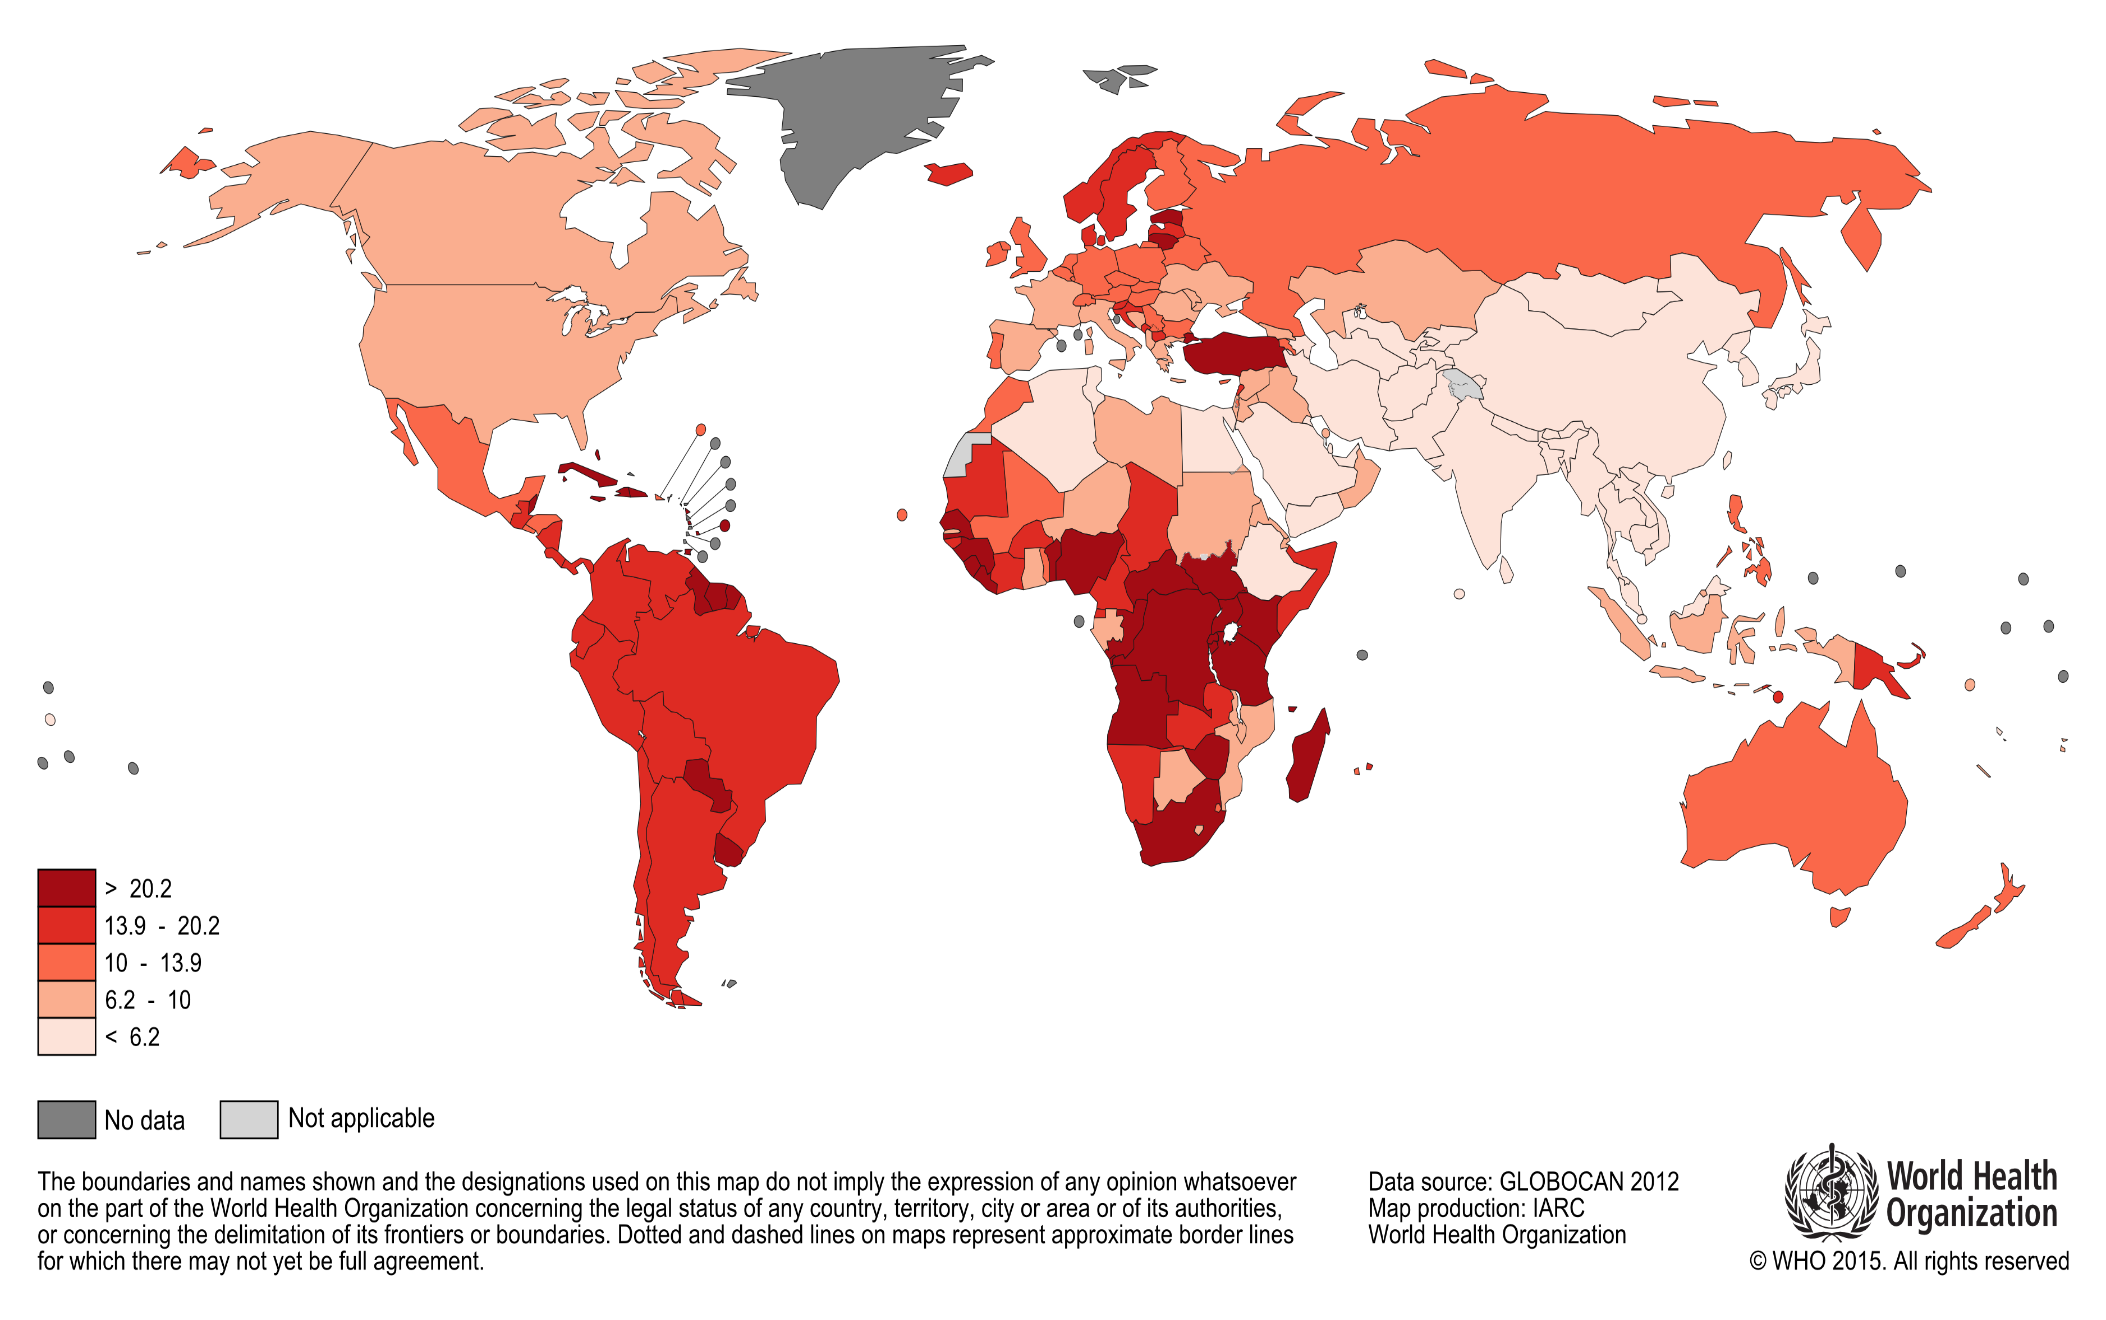 > 20.2
13.9 - 20.2
10 - 13.9
6.2 - 10
< 6.2
No data
Not applicable
The boundaries and names shown and the designations used on this map do not imply the expression of any opinion whatsoever
on the part of the World Health Organization concerning the legal status of any country, territory, city or area or of its authorities,
or concerning the delimitation of its frontiers or boundaries. Dotted and dashed lines on maps represent approximate border lines
for which there may not yet be full agreement.
Data source: GLOBOCAN 2012
Map production: IARC
World Health Organization
World Health
Organization
© WHO 2015. All rights reserved